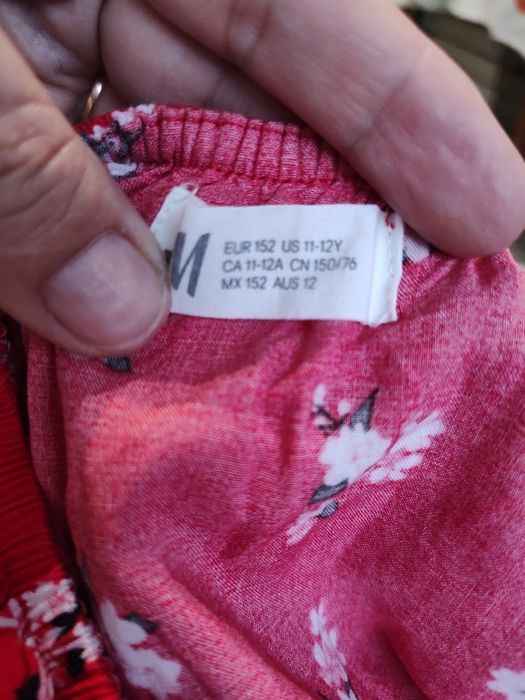 M
EUR 152 US 11-12Y
CA 11-12A CN 150/76
MX 152 AUS 12